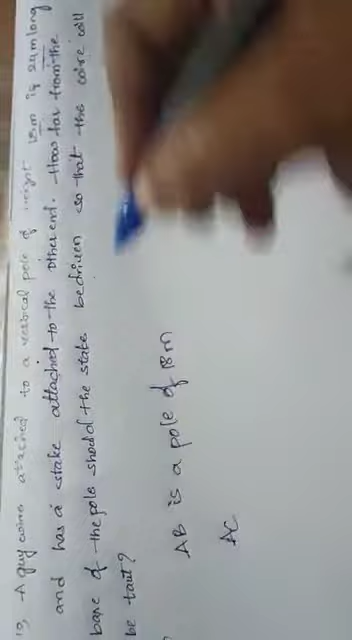 13. A guy wire attached to a vertical pole of height 18m is 24m long
and has a stake attached to the other end. How far from the
base of the pole should the stake be driven so that the wire will
be taut?
AB is a pole of 18m
AC